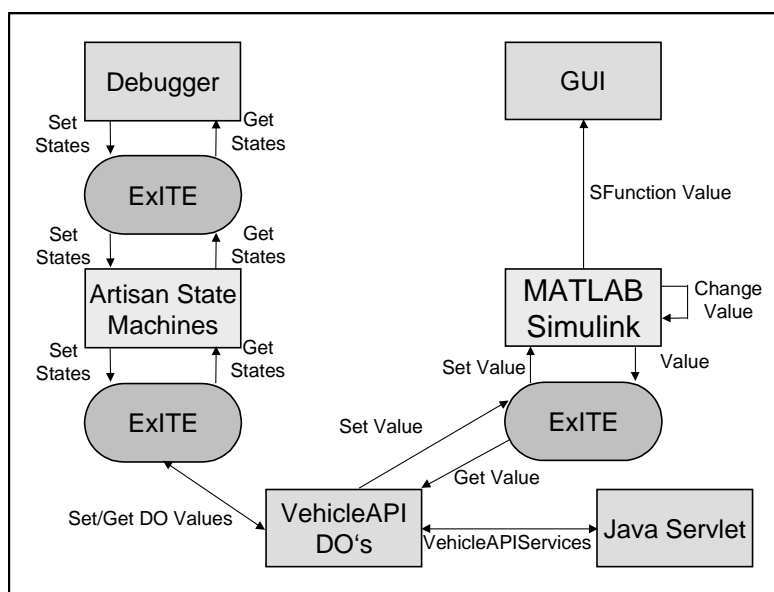 Debugger
GUI
Set
States
Get
States
ExITE
SFunction Value
Set
States
Get
States
Artisan State
Machines
MATLAB
Simulink
Change
Value
Set
States
Get
States
Set Value
Value
ExITE
ExITE
Set Value
Get Value
Set/Get DO Values
VehicleAPI
DO‘s
VehicleAPIServices
Java Servlet